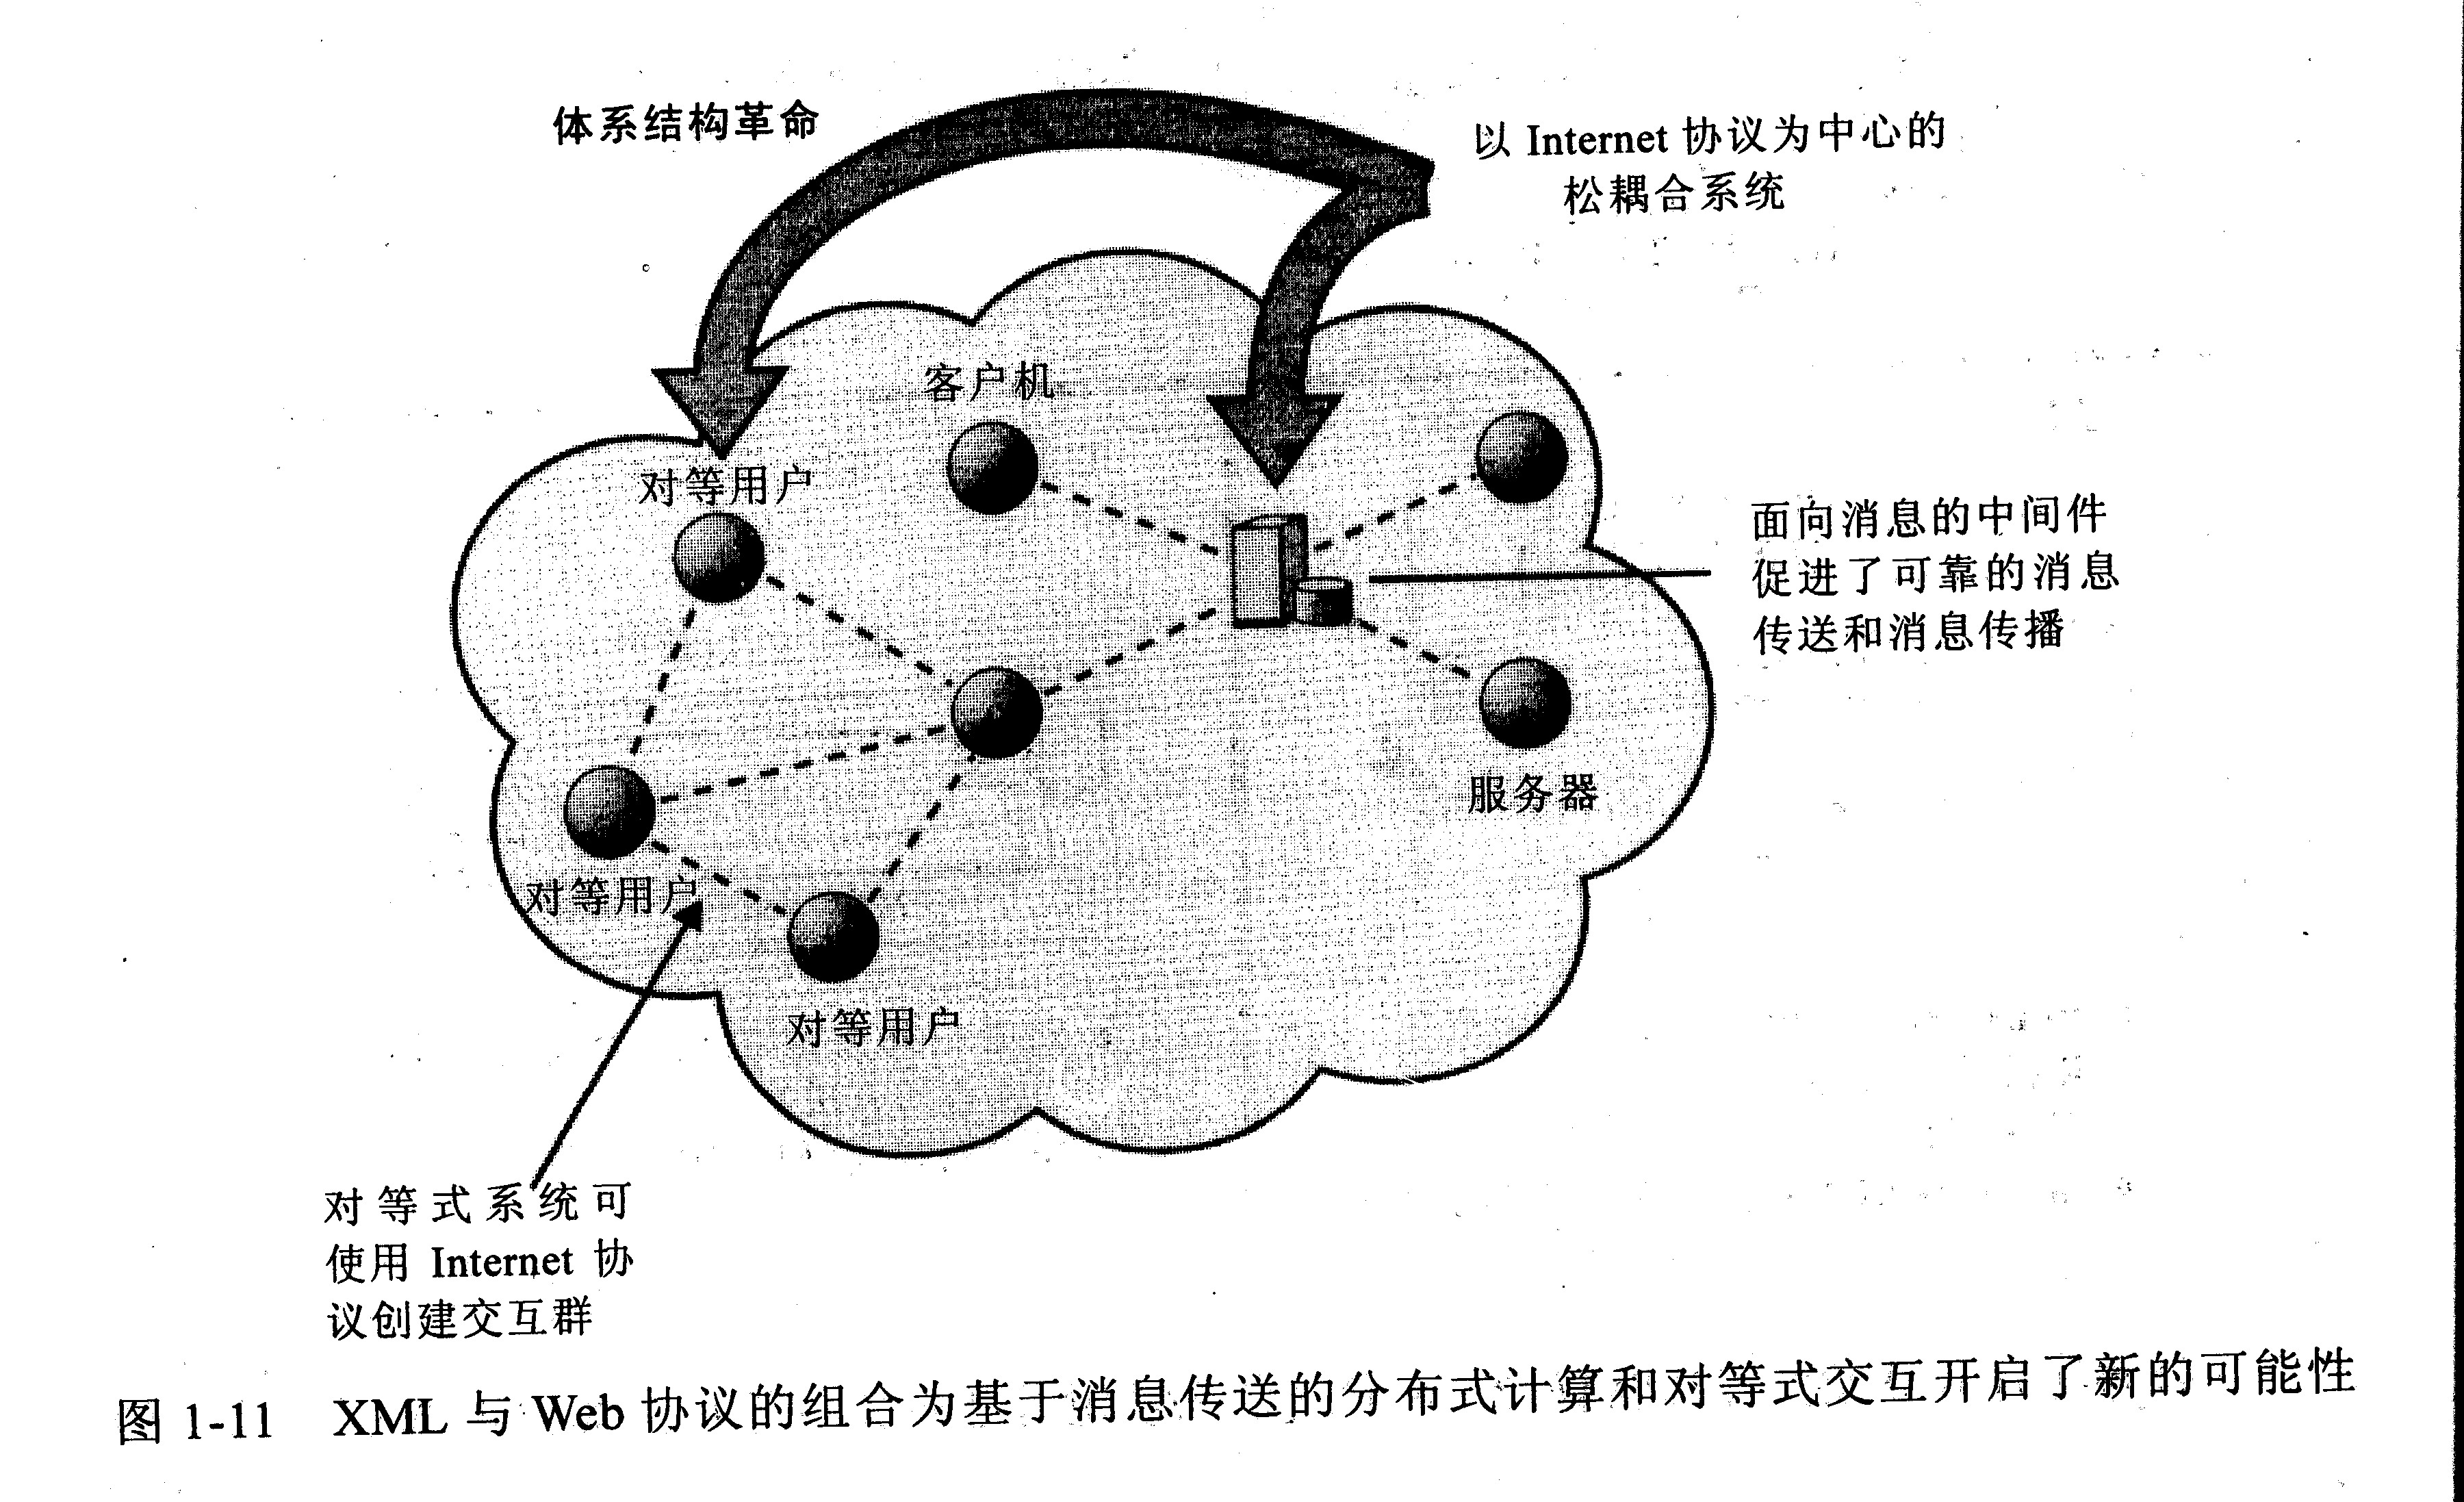 体系结构革命
以 Internet 协议为中心的
松耦合系统
客户机
对等用户
面向消息的中间件
促进了可靠的消息
传送和消息传播
服务器
对等用户
对等用户
对等式系统可
使用 Internet 协
议创建交互群
图 1-11 XML 与 Web 协议的组合为基于消息传送的分布式计算和对等式交互开启了新的可能性